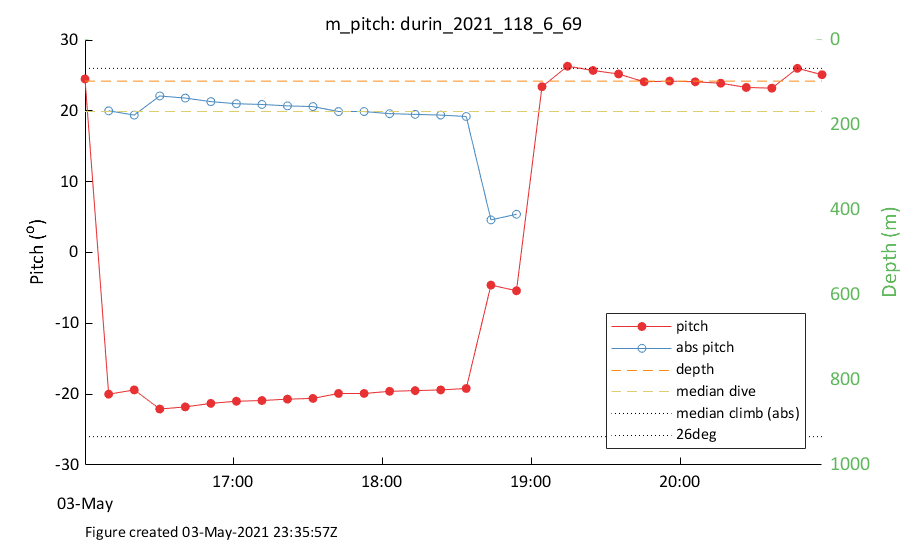 m_pitch: durin_2021_118_6_69
30
20
10
0
-10
-20
-30
Pitch (o)
0
200
400
600
800
1000
Depth (m)
pitch
abs pitch
depth
median dive
median climb (abs)
26deg
17:00
18:00
19:00
20:00
03-May
Figure created 03-May-2021 23:35:57Z